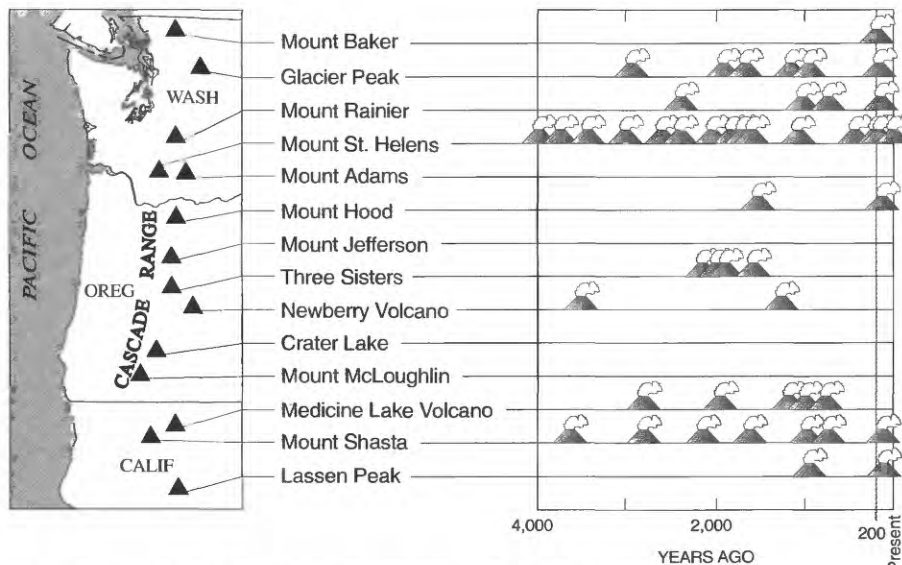 PACIFIC OCEAN
WASH
CASCADE RANGE
OREG
CALIF
Mount Baker
Glacier Peak
Mount Rainier
Mount St. Helens
Mount Adams
Mount Hood
Mount Jefferson
Three Sisters
Newberry Volcano
Crater Lake
Mount McLoughlin
Medicine Lake Volcano
Mount Shasta
Lassen Peak
4,000
2,000
200
Present
YEARS AGO